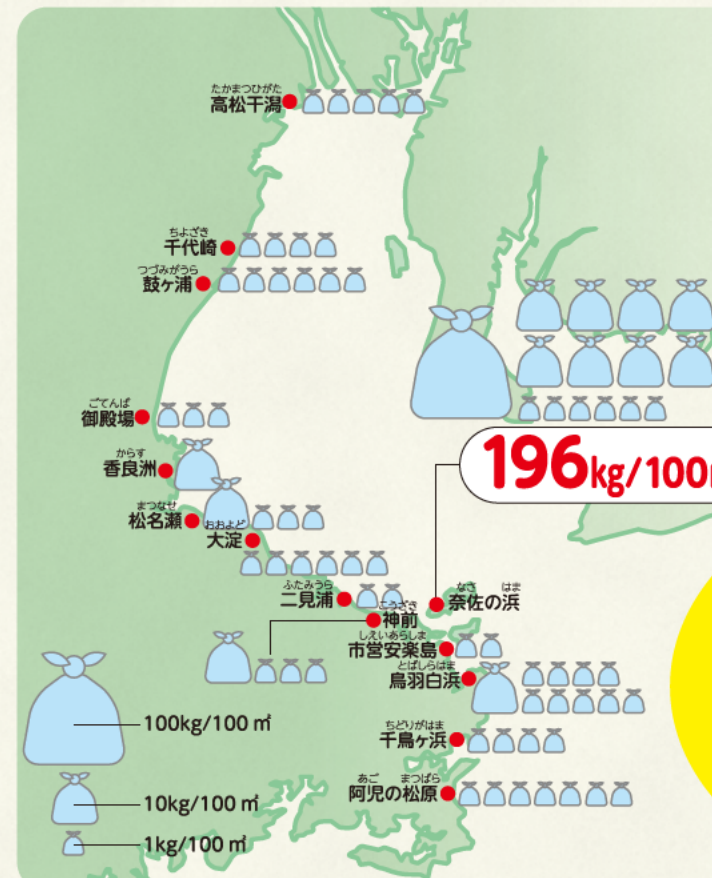 たかまつひがた
高松干潟
ちよざき
千代崎
つづみがうら
鼓ヶ浦
ごてんば
御殿場
からす
香良洲
まつなせ
松名瀬
おおよど
大淀
196kg/100
ふたみうら
二見浦
こうざき
神前
なさ はま
奈佐の浜
しえいあらしま
市営安楽島
とばしらはま
鳥羽白浜
ちどりがはま
千鳥ヶ浜
あご まつばら
阿児の松原
100kg/100㎡
10kg/100㎡
1kg/100㎡